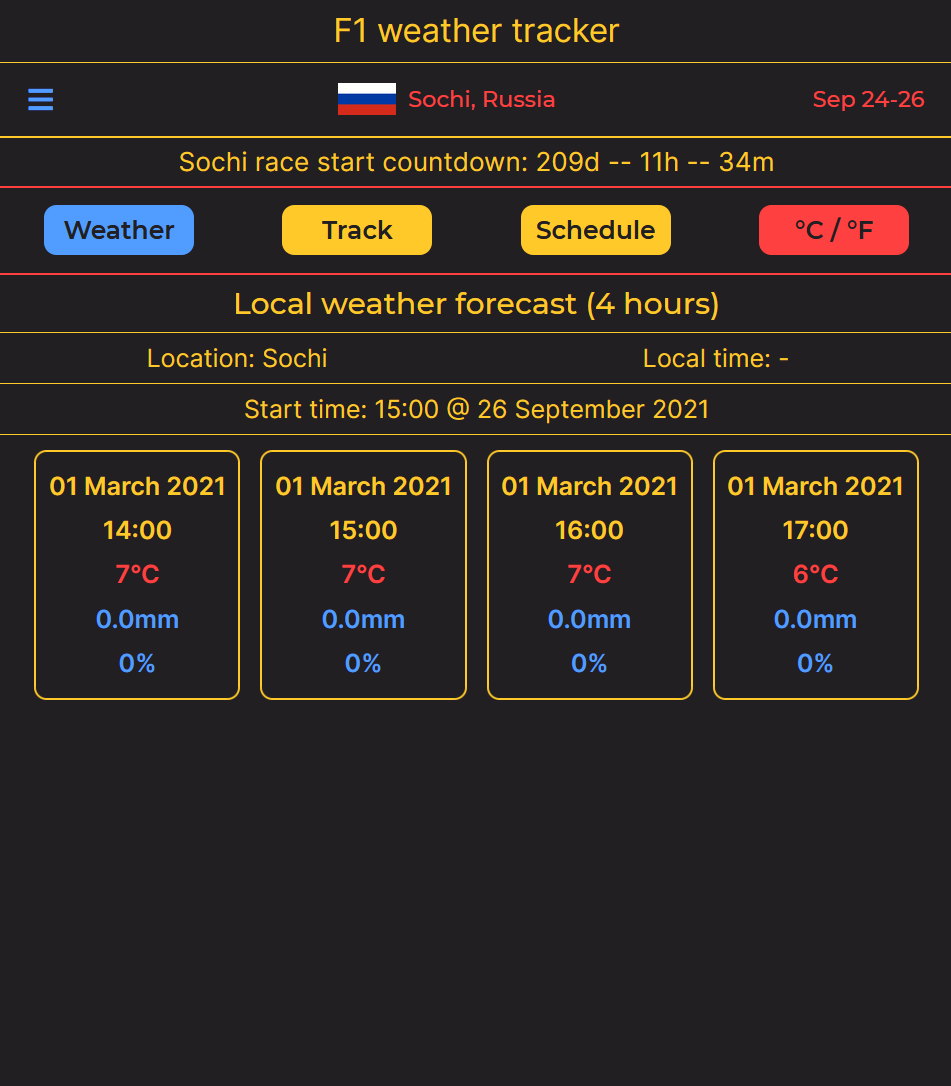 F1 weather tracker
Sochi, Russia Sep 24-26
Sochi race start countdown: 209d -- 11h -- 34m
Weather Track Schedule °C / °F
Local weather forecast (4 hours)
Location: Sochi Local time: -
Start time: 15:00 @ 26 September 2021
01 March 2021 01 March 2021 01 March 2021 01 March 2021
14:00 15:00 16:00 17:00
7°C 7°C 7°C 6°C
0.0mm 0.0mm 0.0mm 0.0mm
0% 0% 0% 0%